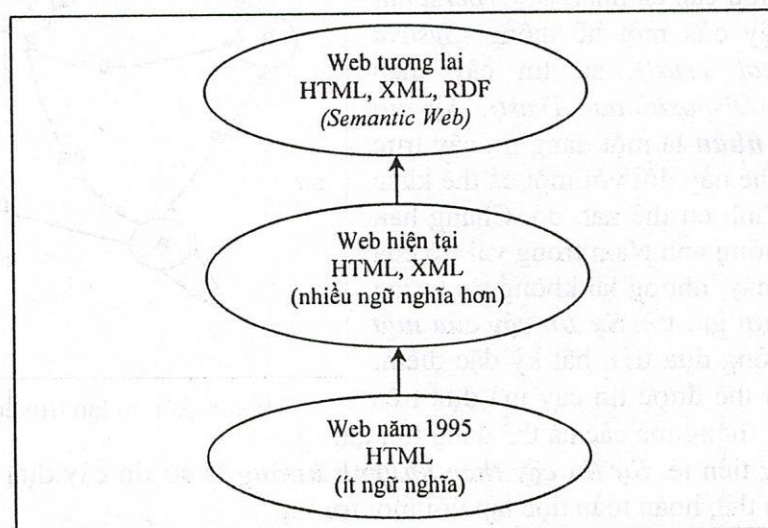 Web tương lai
HTML, XML, RDF
(Semantic Web)
Web hiện tại
HTML, XML
(nhiều ngữ nghĩa hơn)
Web năm 1995
HTML
(ít ngữ nghĩa)